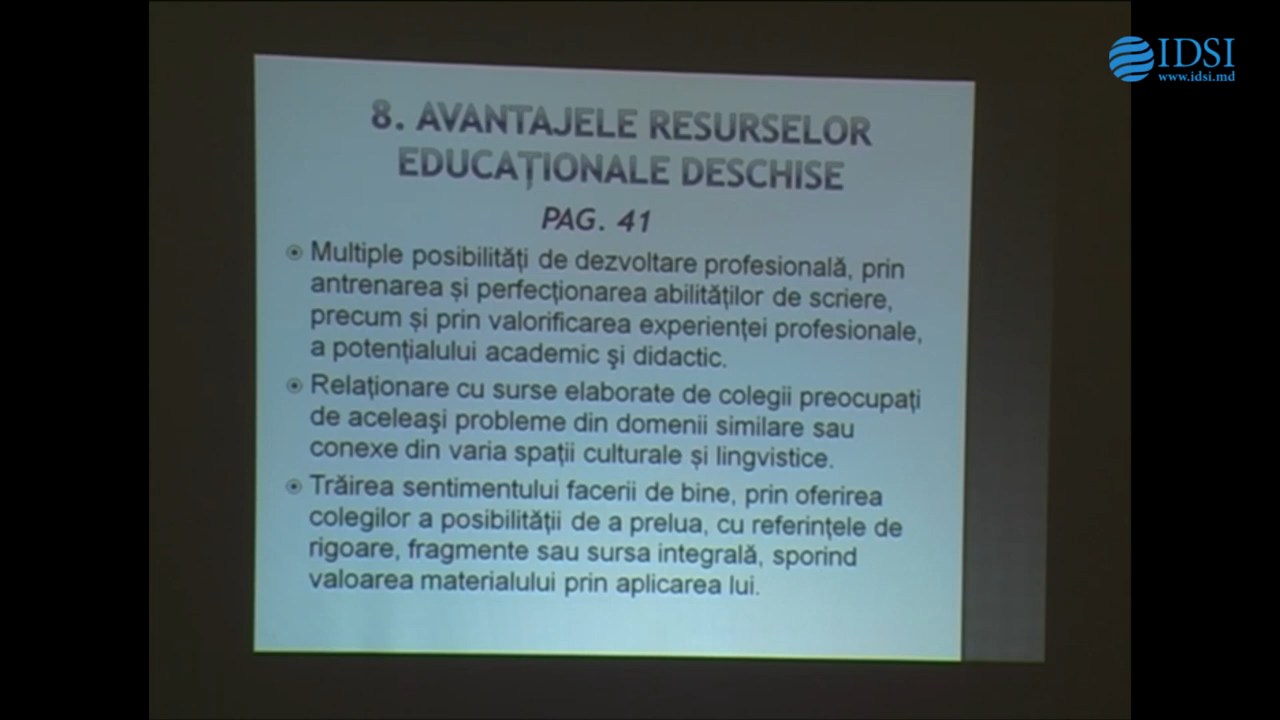 IDSI
www.idsi.md
8. AVANTAJELE RESURSELOR
EDUCAȚIONALE DESCHISE
PAG. 41
Multiple posibilități de dezvoltare profesională, prin
antrenarea și perfecționarea abilităților de scriere,
precum și prin valorificarea experienței profesionale,
a potențialului academic și didactic.
Relaționare cu surse elaborate de colegii preocupați
de aceleași probleme din domenii similare sau
conexe din varia spații culturale și lingvistice.
Trăirea sentimentului facerii de bine, prin oferirea
colegilor a posibilității de a prelua, cu referințele de
rigoare, fragmente sau sursa integrală, sporind
valoarea materialului prin aplicarea lui.